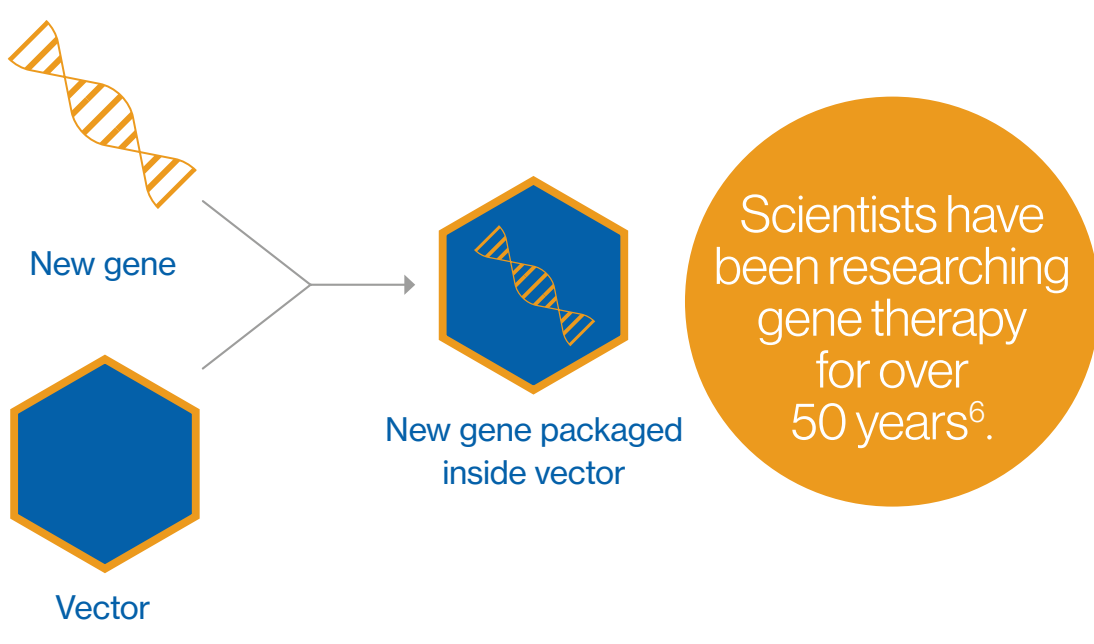 New gene
Vector
New gene packaged
inside vector
Scientists have
been researching
gene therapy
for over
50 years⁶.